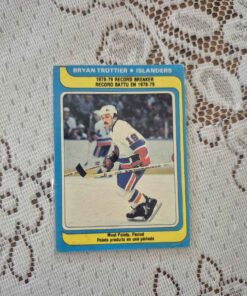 BRYAN TROTTIER ★ ISLANDERS
1978-79 RECORD BREAKER
RECORD BATTU EN 1978-79
19
Most Points, Period
Points produits en une période